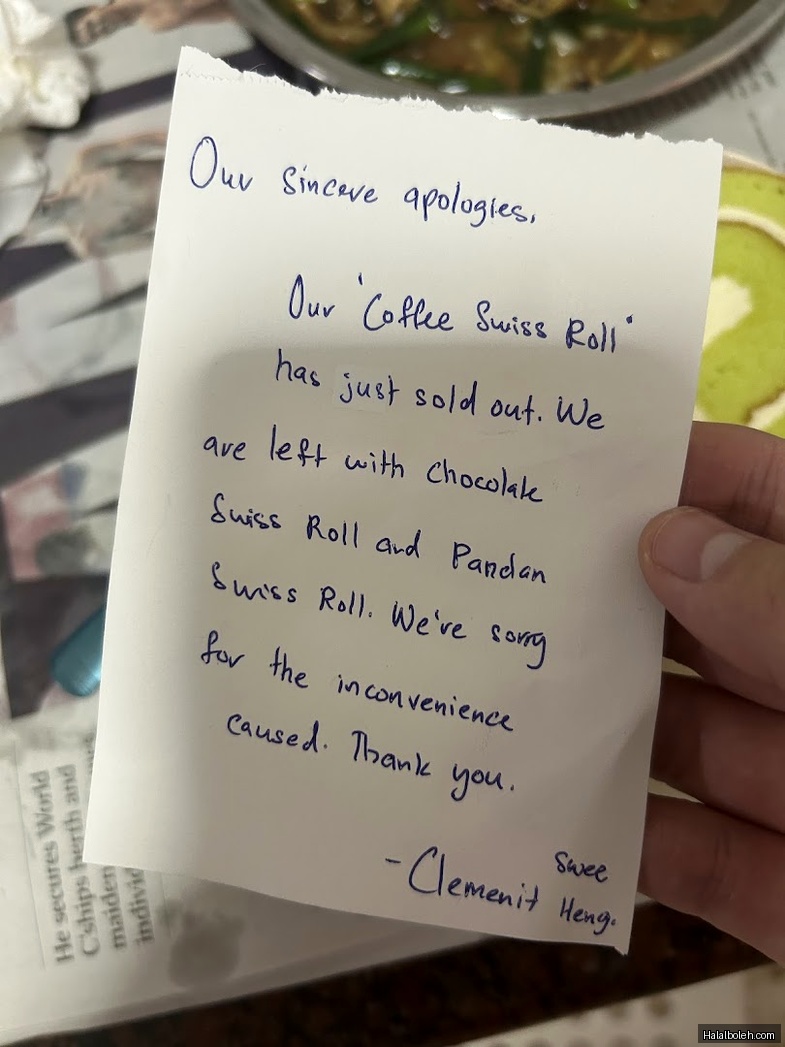 Our sincere apologies.
Our 'Coffee Swiss Roll'
has just sold out. We
are left with Chocolate
Swiss Roll and Pandan
Swiss Roll. We're sorry
for the inconvenience
caused. Thank you.
- Clemenit Swee Heng.
He secures World
C'ships berth and
maiden
individ
Halalboleh.com